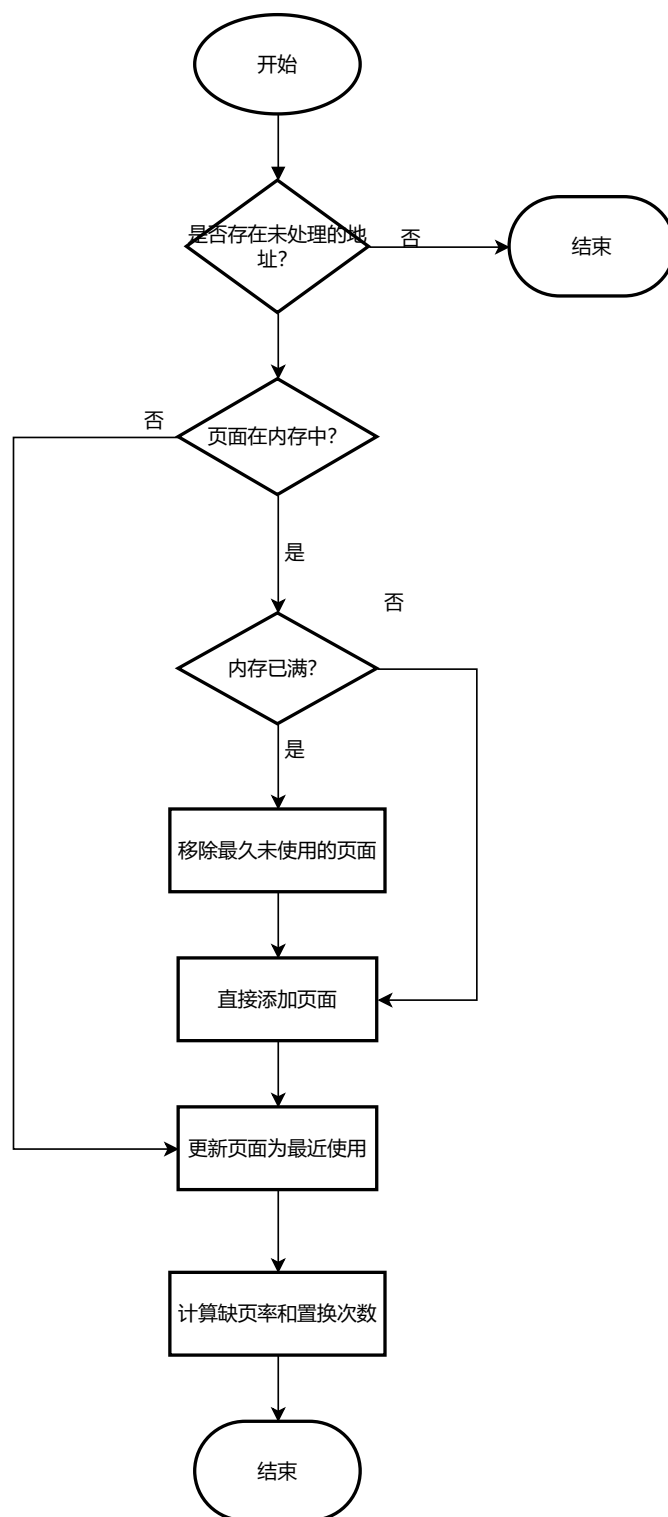 开始
是否存在未处理的地
址?
否
结束
否
页面在内存中?
是
否
内存已满?
是
移除最久未使用的页面
直接添加页面
更新页面为最近使用
计算缺页率和置换次数
结束